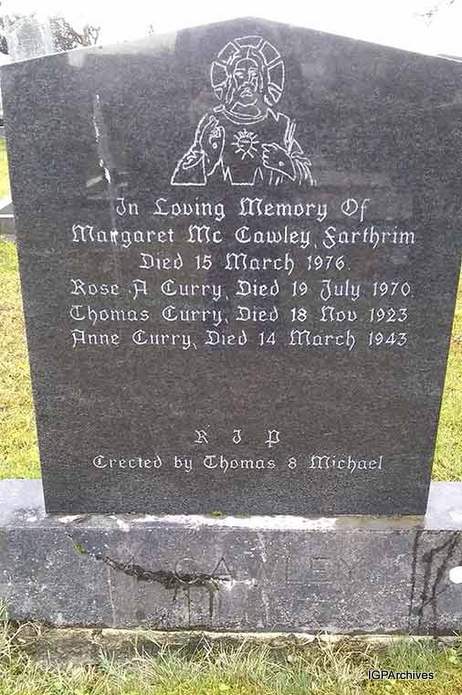 In Loving Memory Of
Margaret Mc Cawley, Farthrim
Died 15 March 1976.
Rose A Curry, Died 19 July 1970.
Thomas Curry, Died 18 Nov 1923
Anne Curry, Died 14 March 1943
R I P
Erected by Thomas & Michael
CAWLEY
IGPArchives